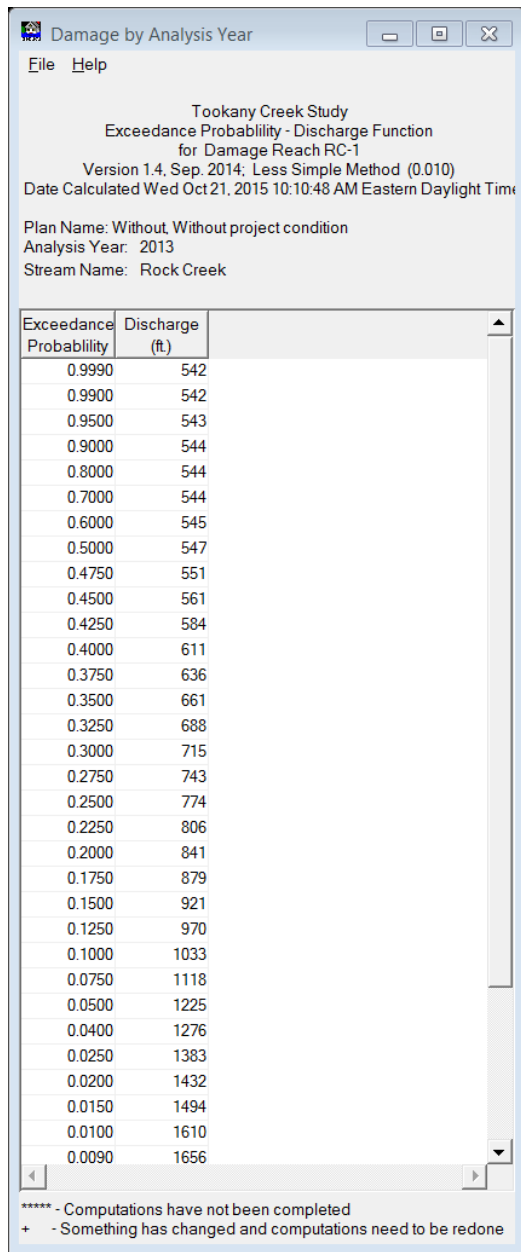 Damage by Analysis Year
File Help
Tookany Creek Study
Exceedance Probablility - Discharge Function
for Damage Reach RC-1
Version 1.4, Sep. 2014; Less Simple Method (0.010)
Date Calculated Wed Oct 21, 2015 10:10:48 AM Eastern Daylight Time
Plan Name: Without, Without project condition
Analysis Year: 2013
Stream Name: Rock Creek
Exceedance Discharge
Probablility (ft.)
0.9990 542
0.9900 542
0.9500 543
0.9000 544
0.8000 544
0.7000 544
0.6000 545
0.5000 547
0.4750 551
0.4500 561
0.4250 584
0.4000 611
0.3750 636
0.3500 661
0.3250 688
0.3000 715
0.2750 743
0.2500 774
0.2250 806
0.2000 841
0.1750 879
0.1500 921
0.1250 970
0.1000 1033
0.0750 1118
0.0500 1225
0.0400 1276
0.0250 1383
0.0200 1432
0.0150 1494
0.0100 1610
0.0090 1656
***** - Computations have not been completed
+ - Something has changed and computations need to be redone